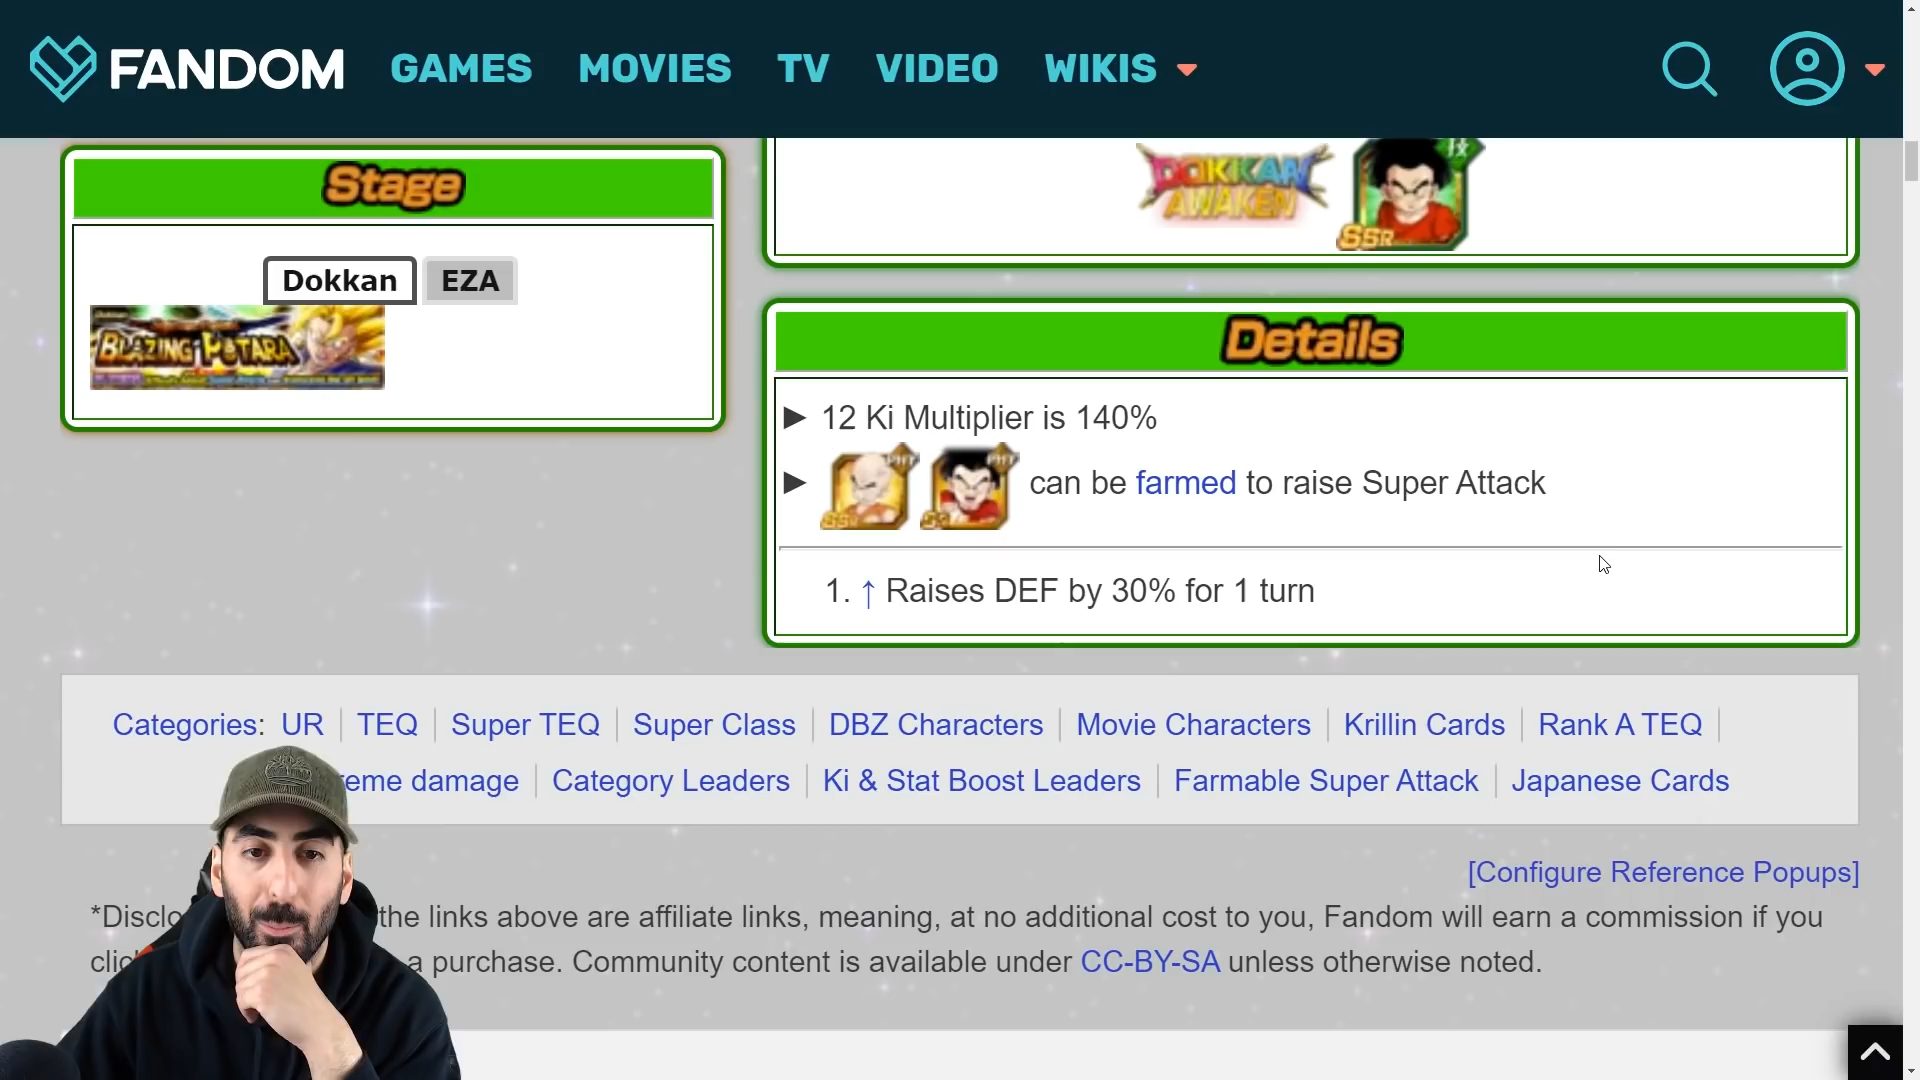 FANDOM GAMES MOVIES TV VIDEO WIKIS
Stage
Dokkan EZA
BLAZING POTARA
DOKKAN
AWAKEN
技
SSR
Details
▶ 12 Ki Multiplier is 140%
▶ can be farmed to raise Super Attack
1. ↑ Raises DEF by 30% for 1 turn
Categories: UR | TEQ | Super TEQ | Super Class | DBZ Characters | Movie Characters | Krillin Cards | Rank A TEQ |
reme damage | Category Leaders | Ki & Stat Boost Leaders | Farmable Super Attack | Japanese Cards
[Configure Reference Popups]
*Disclo the links above are affiliate links, meaning, at no additional cost to you, Fandom will earn a commission if you
clic a purchase. Community content is available under CC-BY-SA unless otherwise noted.